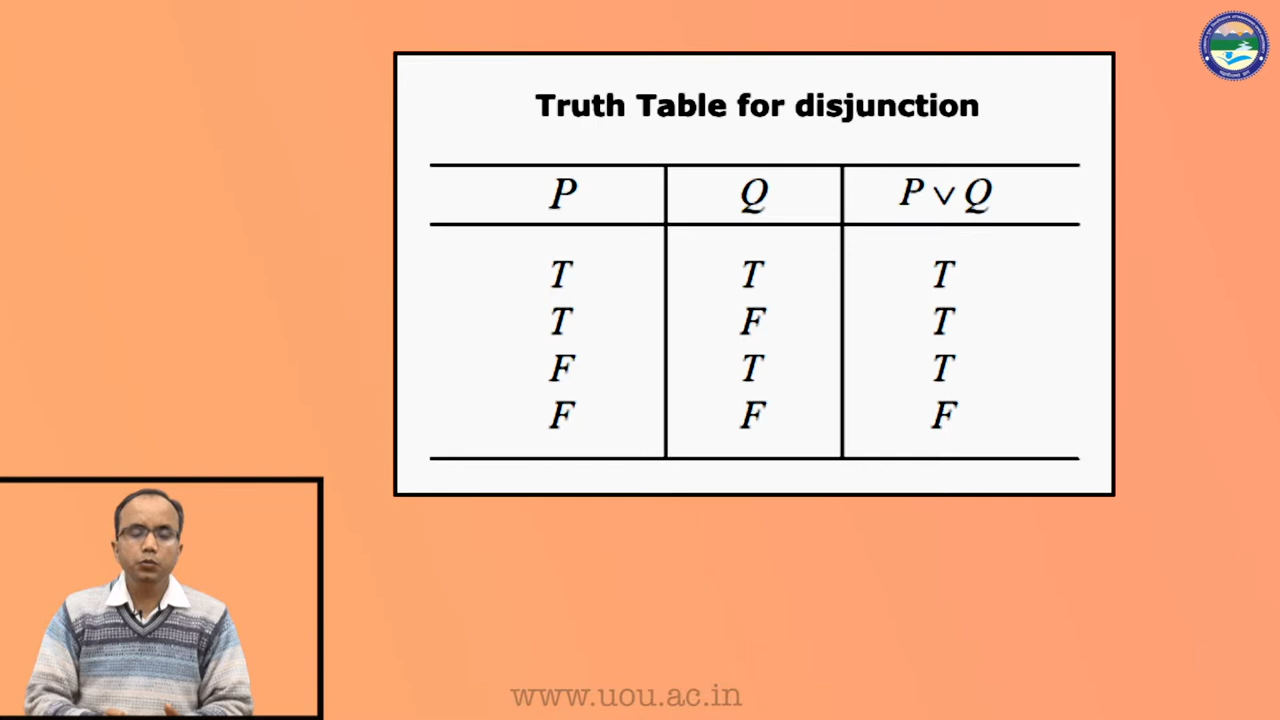 Truth Table for disjunction
P Q P ∨ Q
T T T
T F T
F T T
F F F
www.uou.ac.in